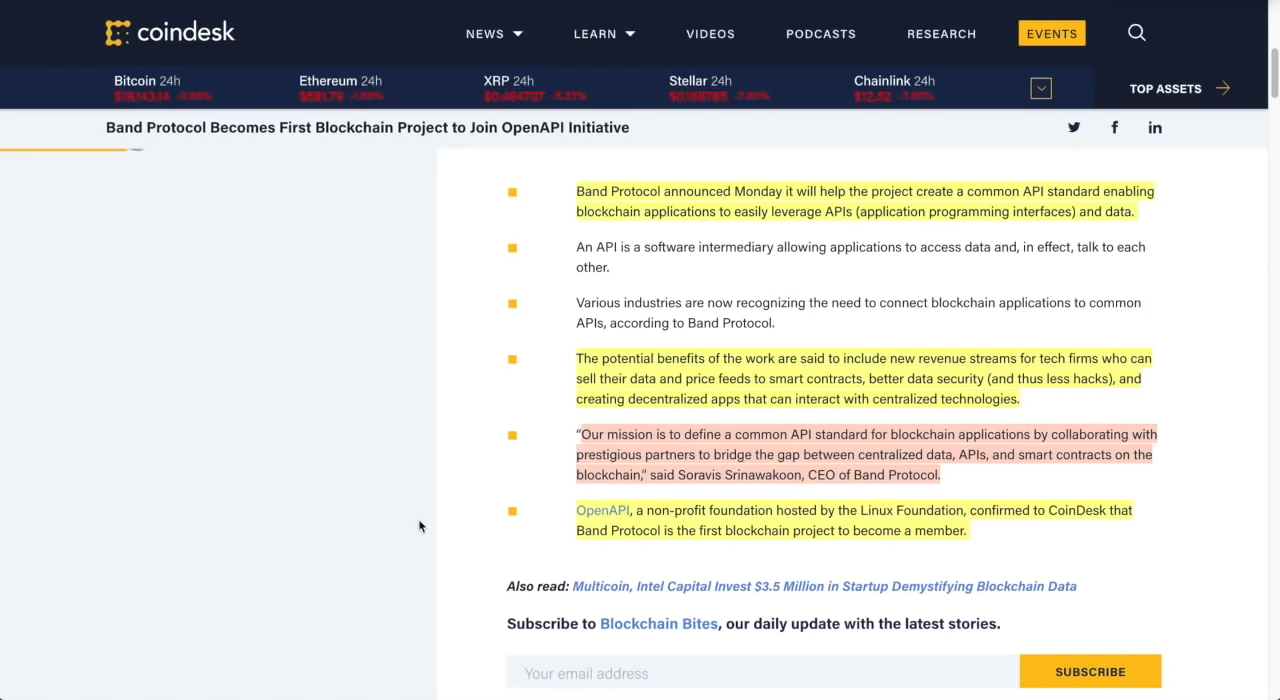 coindesk
NEWS
LEARN
VIDEOS
PODCASTS
RESEARCH
EVENTS
Bitcoin 24h
Ethereum 24h
XRP 24h
Stellar 24h
Chainlink 24h
TOP ASSETS
Band Protocol Becomes First Blockchain Project to Join OpenAPI Initiative
Band Protocol announced Monday it will help the project create a common API standard enabling
blockchain applications to easily leverage APIs (application programming interfaces) and data.
An API is a software intermediary allowing applications to access data and, in effect, talk to each
other.
Various industries are now recognizing the need to connect blockchain applications to common
APIs, according to Band Protocol.
The potential benefits of the work are said to include new revenue streams for tech firms who can
sell their data and price feeds to smart contracts, better data security (and thus less hacks), and
creating decentralized apps that can interact with centralized technologies.
“Our mission is to define a common API standard for blockchain applications by collaborating with
prestigious partners to bridge the gap between centralized data, APIs, and smart contracts on the
blockchain,” said Soravis Srinawakoon, CEO of Band Protocol.
OpenAPI, a non-profit foundation hosted by the Linux Foundation, confirmed to CoinDesk that
Band Protocol is the first blockchain project to become a member.
Also read: Multicoin, Intel Capital Invest $3.5 Million in Startup Demystifying Blockchain Data
Subscribe to Blockchain Bites, our daily update with the latest stories.
Your email address
SUBSCRIBE